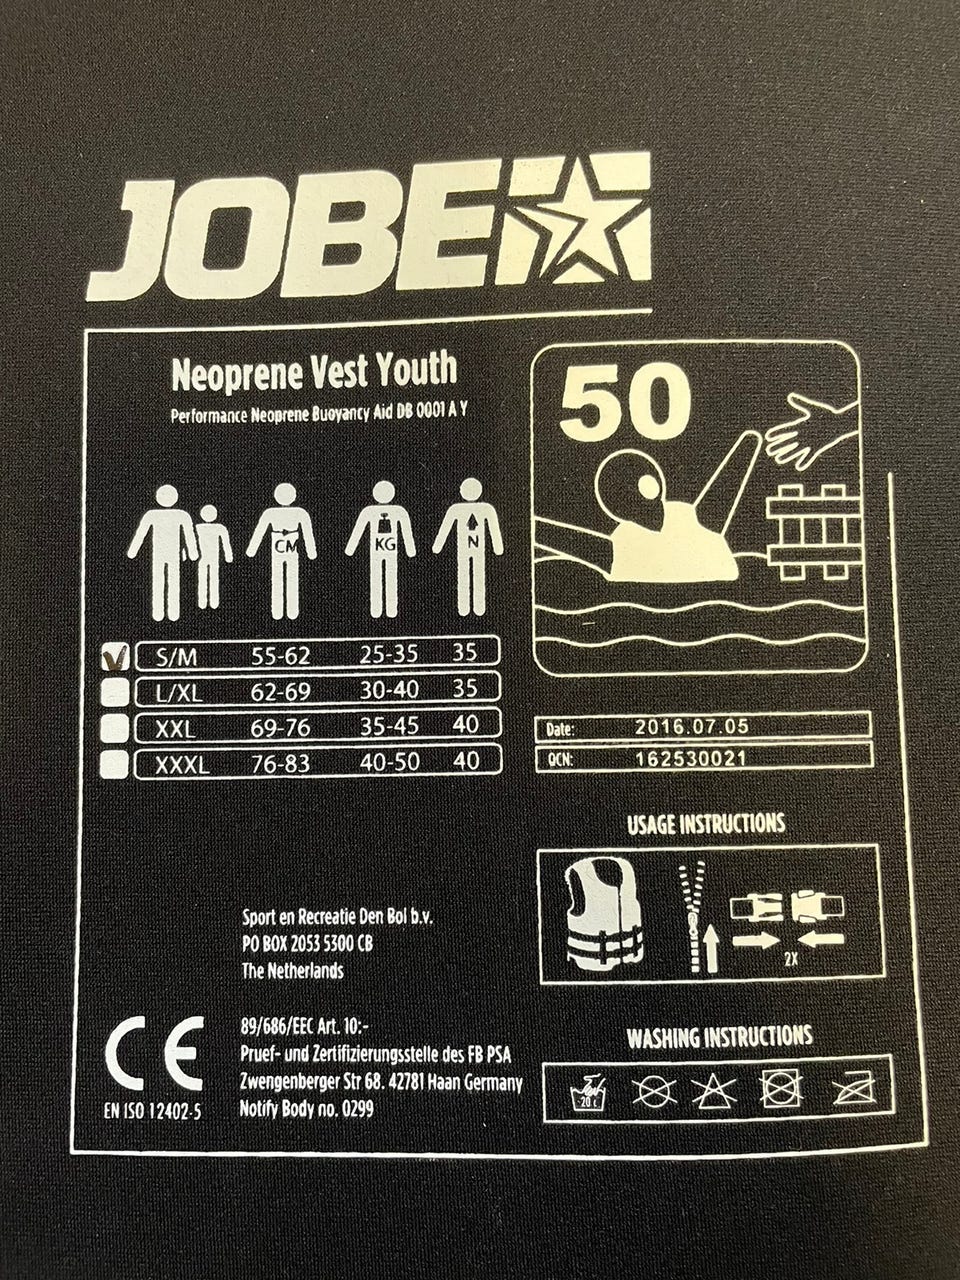 JOBE
Neoprene Vest Youth
Performance Neoprene Buoyancy Aid DB 0001 A Y
CM
KG
N
S/M 55-62 25-35 35
L/XL 62-69 30-40 35
XXL 69-76 35-45 40
XXXL 76-83 40-50 40
50
Date: 2016.07.05
QCN: 162530021
USAGE INSTRUCTIONS
2X
Sport en Recreatie Den Bol b.v.
PO BOX 2053 5300 CB
The Netherlands
CE
EN ISO 12402-5
89/686/EEC Art. 10:-
Pruef- und Zertifizierungsstelle des FB PSA
Zwengenberger Str 68. 42781 Haan Germany
Notify Body no. 0299
WASHING INSTRUCTIONS
20 c